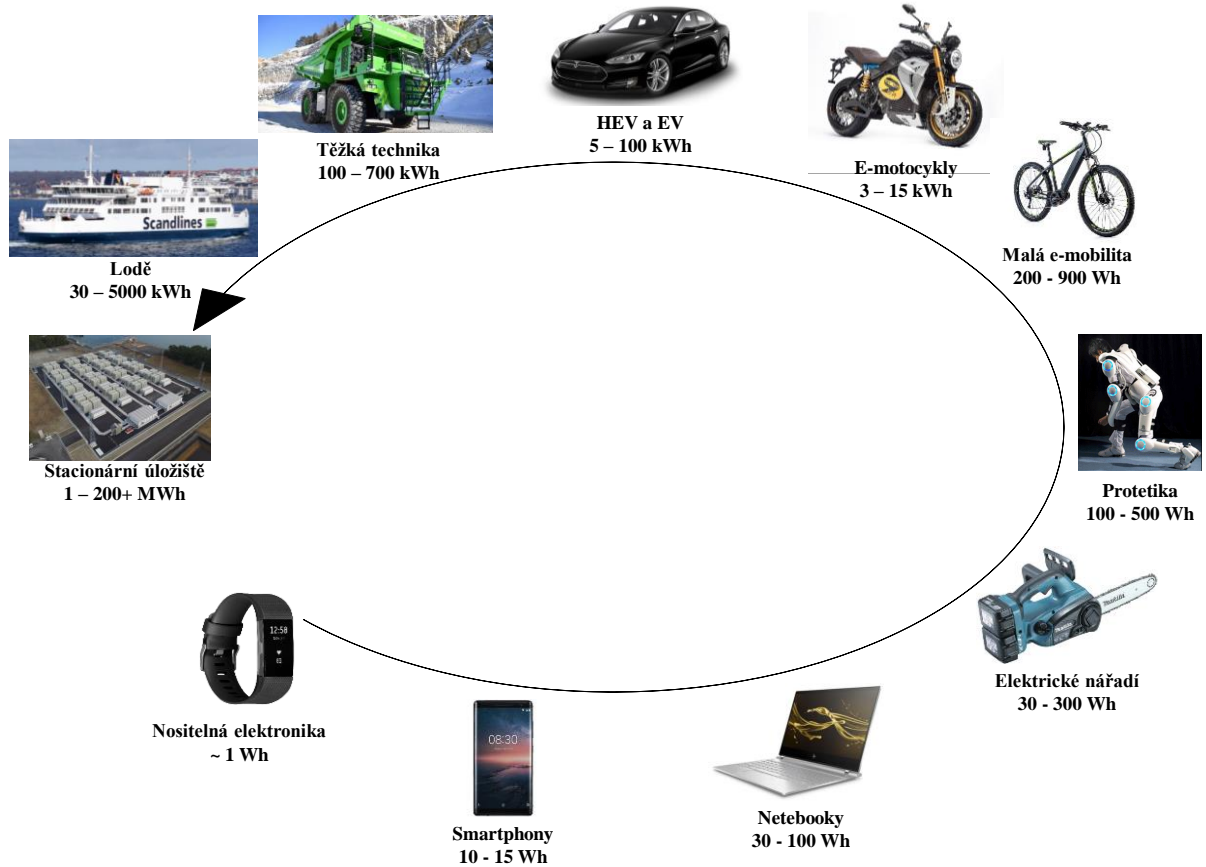 HEV a EV
5 – 100 kWh
Těžká technika
100 – 700 kWh
E-motocykly
3 – 15 kWh
Scandlines
Lodě
30 – 5000 kWh
Malá e-mobilita
200 - 900 Wh
Stacionární úložiště
1 – 200+ MWh
Protetika
100 - 500 Wh
Elektrické nářadí
30 - 300 Wh
12:58
Nositelná elektronika
~ 1 Wh
08:30
Smartphony
10 - 15 Wh
Netebooky
30 - 100 Wh